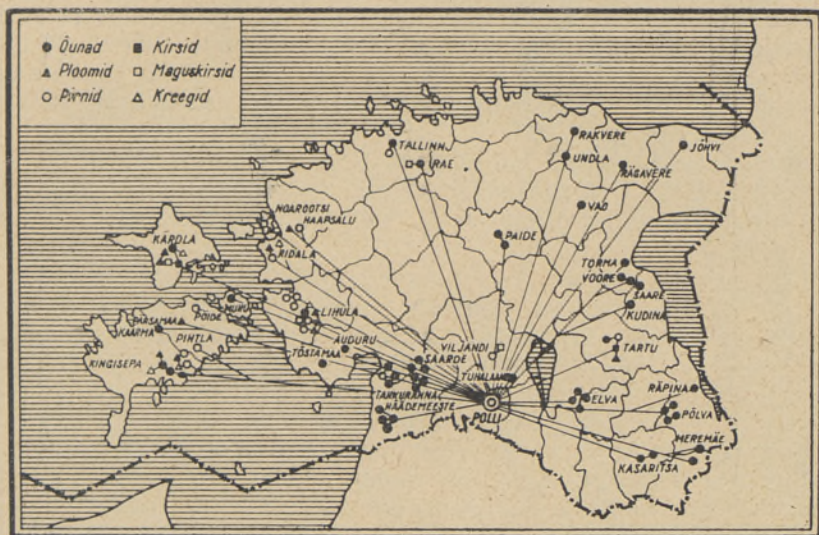 Õunad
Kirsid
Ploomid
Maguskirsid
Pirnid
Kreegid
TALLINN
RAE
RAKVERE
UNDLA
RÄGAVERE
JÕHVI
VAO
NOAROOTSI
HAAPSALU
PAIDE
KÄRDLA
RIDALA
TORMA
VOORE
SAARE
KUDINA
MUHU
PÖIDE
LIHULA
PÄRSAMAA
KAARMA
PIHTLA
AUDURU
VILJANDI
TARTU
KINGISEPA
TÕSTAMAA
SAARDE
TUHALAANE
TAHKURANNA
HÄÄDEMEESTE
ELVA
RÄPINA
POLLI
PÕLVA
MEREMÄE
KASARITSA